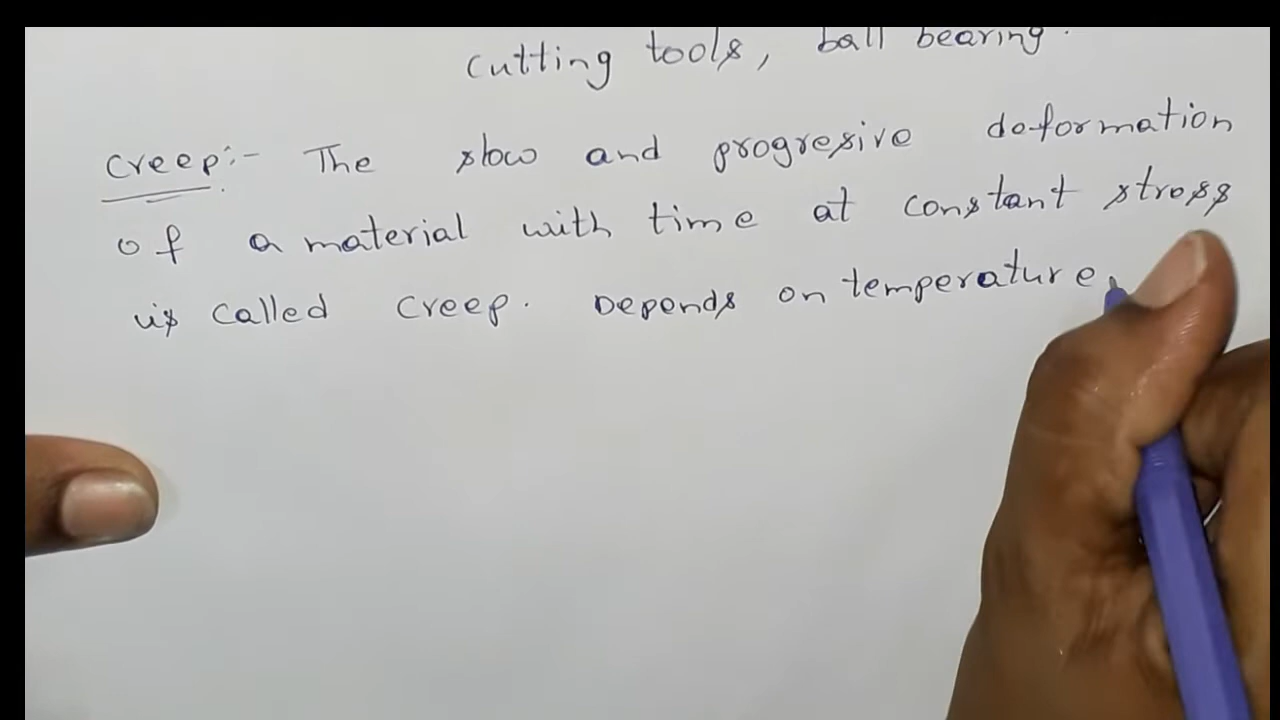 cutting tools, ball bearing.
Creep:- The slow and progresive deformation
of a material with time at constant stress
is called Creep. Depends on temperature.